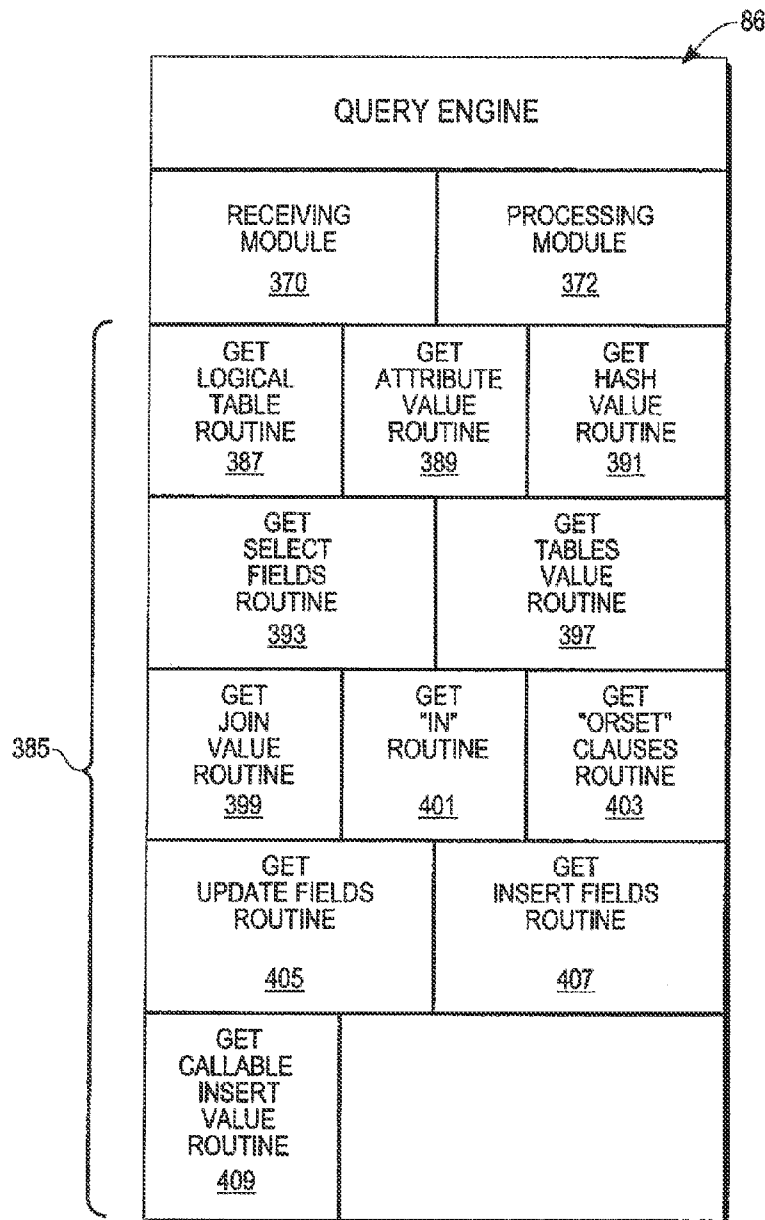 86
QUERY ENGINE
RECEIVING
MODULE
370
PROCESSING
MODULE
372
GET
LOGICAL
TABLE
ROUTINE
387
GET
ATTRIBUTE
VALUE
ROUTINE
389
GET
HASH
VALUE
ROUTINE
391
GET
SELECT
FIELDS
ROUTINE
393
GET
TABLES
VALUE
ROUTINE
397
385
GET
JOIN
VALUE
ROUTINE
399
GET
"IN"
ROUTINE
401
GET
"ORSET"
CLAUSES
ROUTINE
403
GET
UPDATE FIELDS
ROUTINE
405
GET
INSERT FIELDS
ROUTINE
407
GET
CALLABLE
INSERT
VALUE
ROUTINE
409